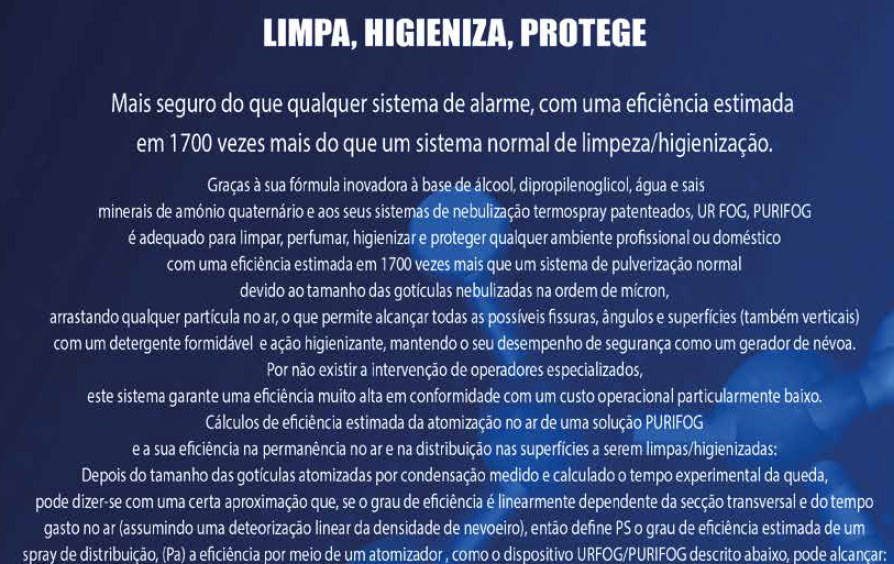 LIMPA, HIGIENIZA, PROTEGE
Mais seguro do que qualquer sistema de alarme, com uma eficiência estimada
em 1700 vezes mais do que um sistema normal de limpeza/higienização.
Graças à sua fórmula inovadora à base de álcool, dipropilenoglicol, água e sais
minerais de amónio quaternário e aos seus sistemas de nebulização termospray patenteados, UR FOG, PURIFOG
é adequado para limpar, perfumar, higienizar e proteger qualquer ambiente profissional ou doméstico
com uma eficiência estimada em 1700 vezes mais que um sistema de pulverização normal
devido ao tamanho das gotículas nebulizadas na ordem de mícron,
arrastando qualquer partícula no ar, o que permite alcançar todas as possíveis fissuras, ângulos e superfícies (também verticais)
com um detergente formidável e ação higienizante, mantendo o seu desempenho de segurança como um gerador de névoa.
Por não existir a intervenção de operadores especializados,
este sistema garante uma eficiência muito alta em conformidade com um custo operacional particularmente baixo.
Cálculos de eficiência estimada da atomização no ar de uma solução PURIFOG
e a sua eficiência na permanência no ar e na distribuição nas superfícies a serem limpas/higienizadas:
Depois do tamanho das gotículas atomizadas por condensação medido e calculado o tempo experimental da queda,
pode dizer-se com uma certa aproximação que, se o grau de eficiência é linearmente dependente da secção transversal e do tempo
gasto no ar (assumindo uma deteorização linear da densidade de nevoeiro), então define PS o grau de eficiência estimada de um
spray de distribuição, (Pa) a eficiência por meio de um atomizador , como o dispositivo URFOG/PURIFOG descrito abaixo, pode alcançar: